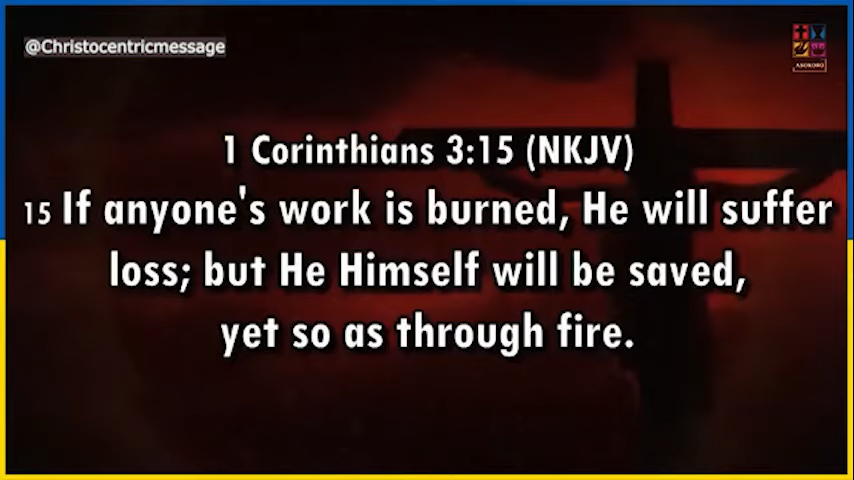 @Christocentricmessage
ASOKORO
1 Corinthians 3:15 (NKJV)
15 If anyone's work is burned, He will suffer
loss; but He Himself will be saved,
yet so as through fire.